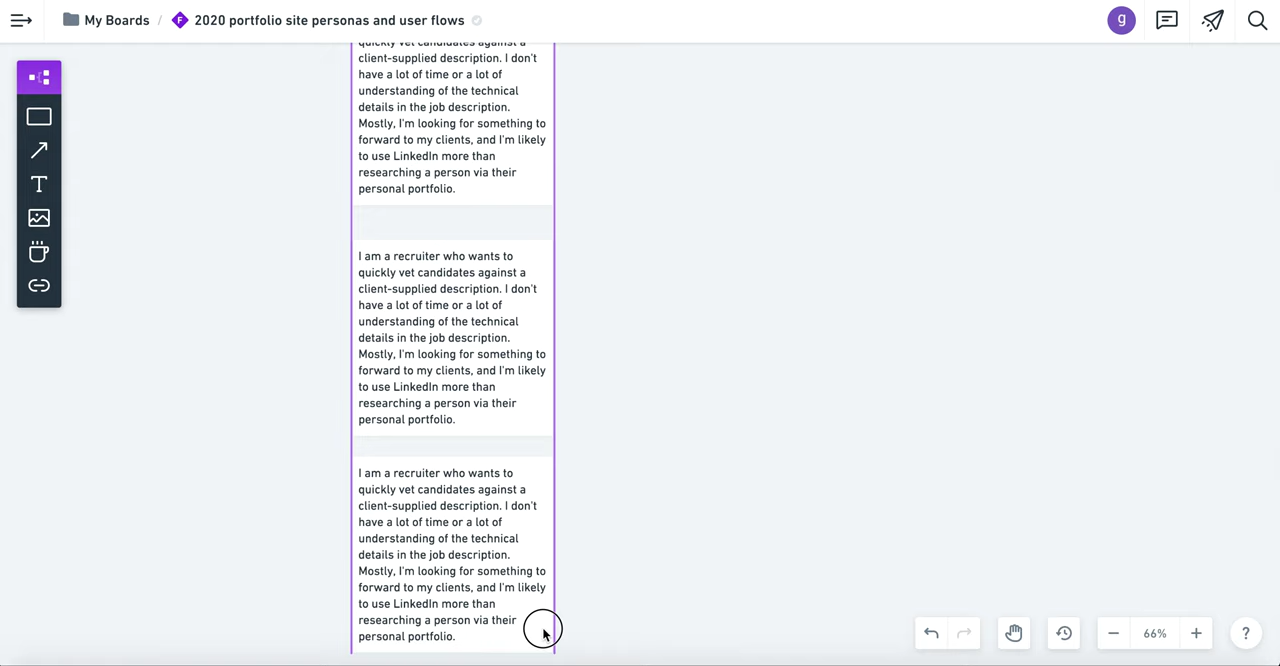 My Boards / 2020 portfolio site personas and user flows
g
quickly vet candidates against a
client-supplied description. I don't
have a lot of time or a lot of
understanding of the technical
details in the job description.
Mostly, I'm looking for something to
forward to my clients, and I'm likely
to use LinkedIn more than
researching a person via their
personal portfolio.
I am a recruiter who wants to
quickly vet candidates against a
client-supplied description. I don't
have a lot of time or a lot of
understanding of the technical
details in the job description.
Mostly, I'm looking for something to
forward to my clients, and I'm likely
to use LinkedIn more than
researching a person via their
personal portfolio.
I am a recruiter who wants to
quickly vet candidates against a
client-supplied description. I don't
have a lot of time or a lot of
understanding of the technical
details in the job description.
Mostly, I'm looking for something to
forward to my clients, and I'm likely
to use LinkedIn more than
researching a person via their
personal portfolio.
66%
?